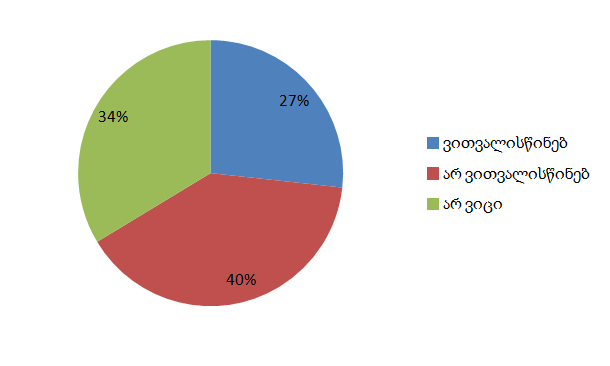 27%
34%
40%
ვითვალისწინებ
არ ვითვალისწინებ
არ ვიცი